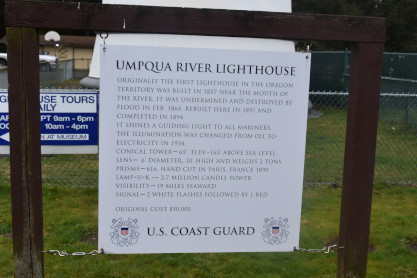 UMPQUA RIVER LIGHTHOUSE
ORIGINALLY THE FIRST LIGHTHOUSE IN THE OREGON
TERRITORY WAS BUILT IN 1857 NEAR THE MOUTH OF
THE RIVER. IT WAS UNDERMINED AND DESTROYED BY
FLOOD IN FEB. 1864. REBUILT HERE IN 1891 AND
COMPLETED IN 1894.
IT SHINES A GUIDING LIGHT TO ALL MARINERS.
THE ILLUMINATION WAS CHANGED FROM OIL TO
ELECTRICITY IN 1934.
CONICAL TOWER—65' ELEV—165' ABOVE SEA LEVEL
LENS— 6' DIAMETER, 10' HIGH AND WEIGHS 2 TONS
PRISMS—616, HAND CUT IN PARIS, FRANCE 1890
2.7 MILLION CANDLE POWER
VISIBILITY—19 MILES SEAWARD
SIGNAL—2 WHITE FLASHES FOLLOWED BY 1 RED
ORIGINAL COST $50,000
U.S. COAST GUARD
SE TOURS
AILY
9am - 6pm
10am - 4pm
AT MUSEUM